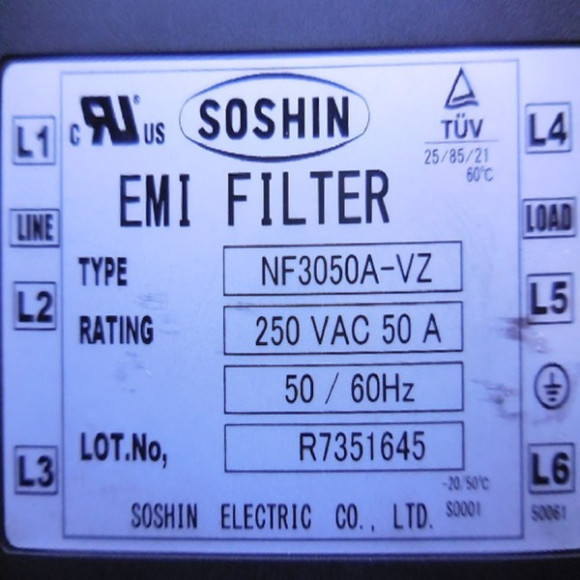 L1
c RU ® US
SOSHIN
TÜV
25/85/21
60℃
L4
EMI FILTER
LINE
LOAD
TYPE NF3050A-VZ
L2
L5
RATING 250 VAC 50 A
50 / 60Hz
LOT.No, R7351645
L3
L6
-20/50℃
SOSHIN ELECTRIC CO., LTD. S0001
S0061